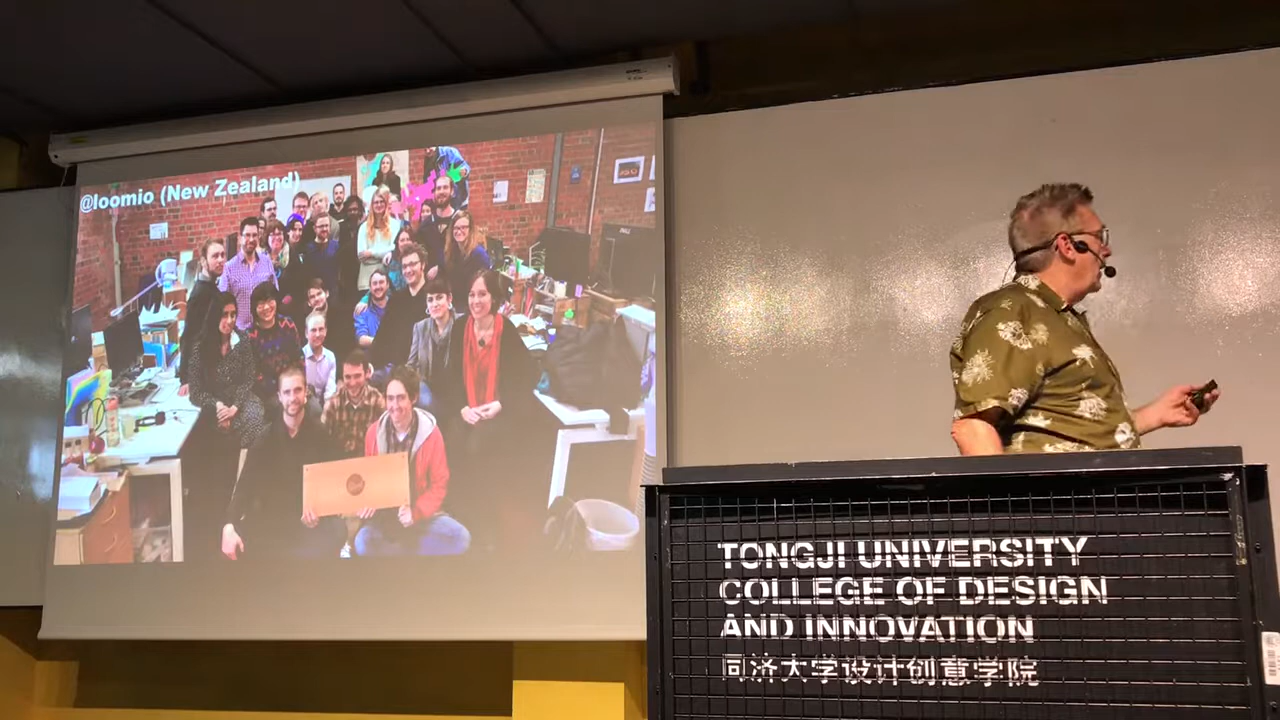 @loomio (New Zealand)
TONGJI UNIVERSITY
COLLEGE OF DESIGN
AND INNOVATION
同济大学设计创意学院